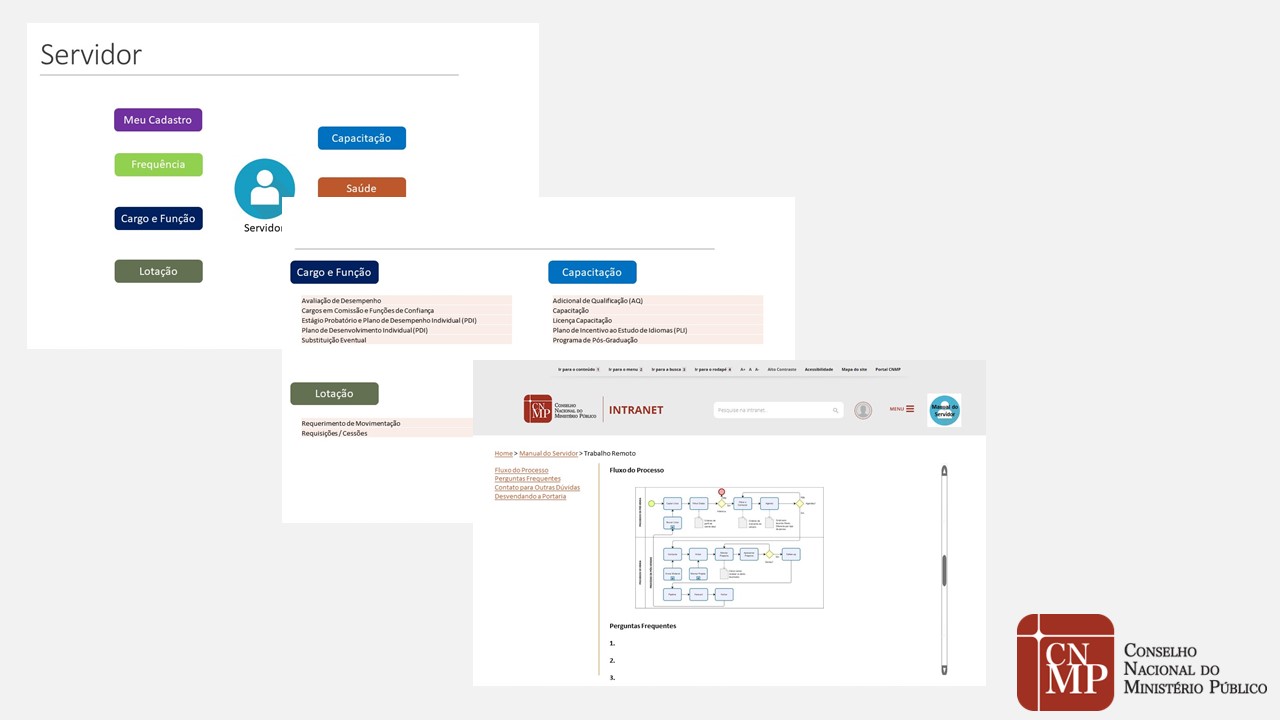 Servidor
Meu Cadastro
Frequência
Cargo e Função
Lotação
Capacitação
Saúde
Servidor
Cargo e Função
Avaliação de Desempenho
Cargos em Comissão e Funções de Confiança
Estágio Probatório e Plano de Desempenho Individual (PDI)
Plano de Desenvolvimento Individual (PDI)
Substituição Eventual
Capacitação
Adicional de Qualificação (AQ)
Capacitação
Licença Capacitação
Plano de Incentivo ao Estudo de Idiomas (PLI)
Programa de Pós-Graduação
Lotação
Requerimento de Movimentação
Requisições / Cessões
Ir para o conteúdo 1 Ir para o menu 2 Ir para a busca 3 Ir para o rodapé 4 A+ A A- Alto Contraste Acessibilidade Mapa do site Portal CNMP
CN
MP
Conselho
Nacional do
Ministério Público
INTRANET
Pesquise na intranet...
MENU
Manual do
Servidor
Home > Manual do Servidor > Trabalho Remoto
Fluxo do Processo
Perguntas Frequentes
Contato para Outras Dúvidas
Desvendando a Portaria
Fluxo do Processo
Perguntas Frequentes
1.
2.
3.
CN
MP
Conselho
Nacional do
Ministério Público